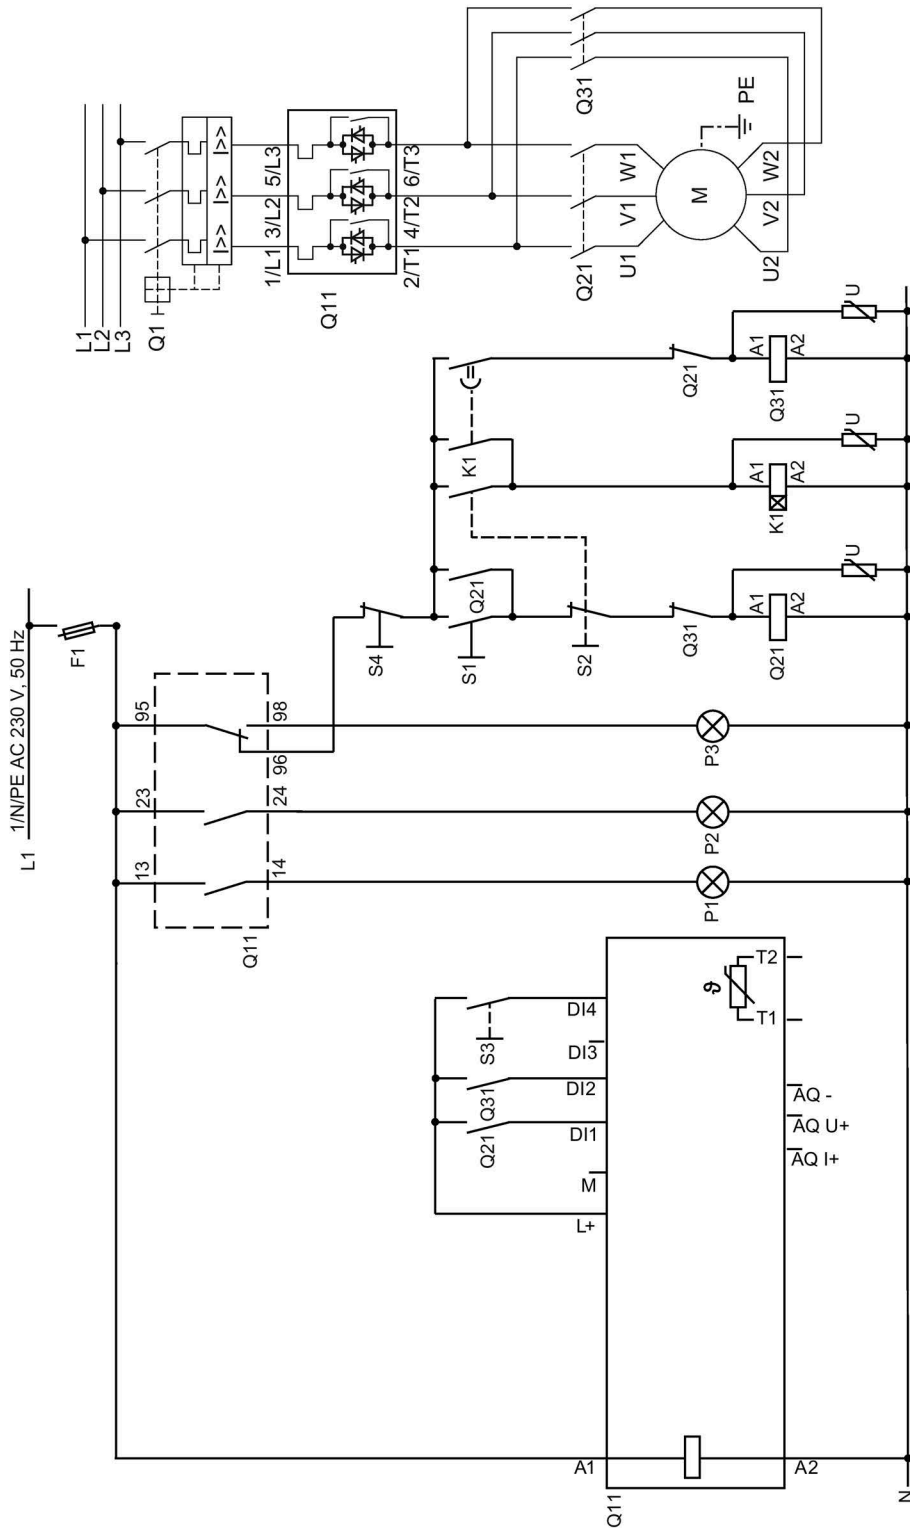 L1
L2
L3
Q1
1/L1 3/L2 5/L3
I>> I>> I>>
Q11
2/T1 4/T2 6/T3
Q31
Q21
U1 V1 W1
M
PE
U2 V2 W2
L1 1/N/PE AC 230 V, 50 Hz
F1
13 23 95
Q11
14 24 96 98
S4
S1
Q21
K1
S2
Q31
Q21
Q21
A1
A2
U
K1
A1
A2
U
Q31
A1
A2
U
P1 P2 P3
Q21
Q31
S3
L+
M
DI1
DI2
DI3
DI4
ϑ
T1
T2
A1
Q11
A2
AQ I+
AQ U+
AQ -
N